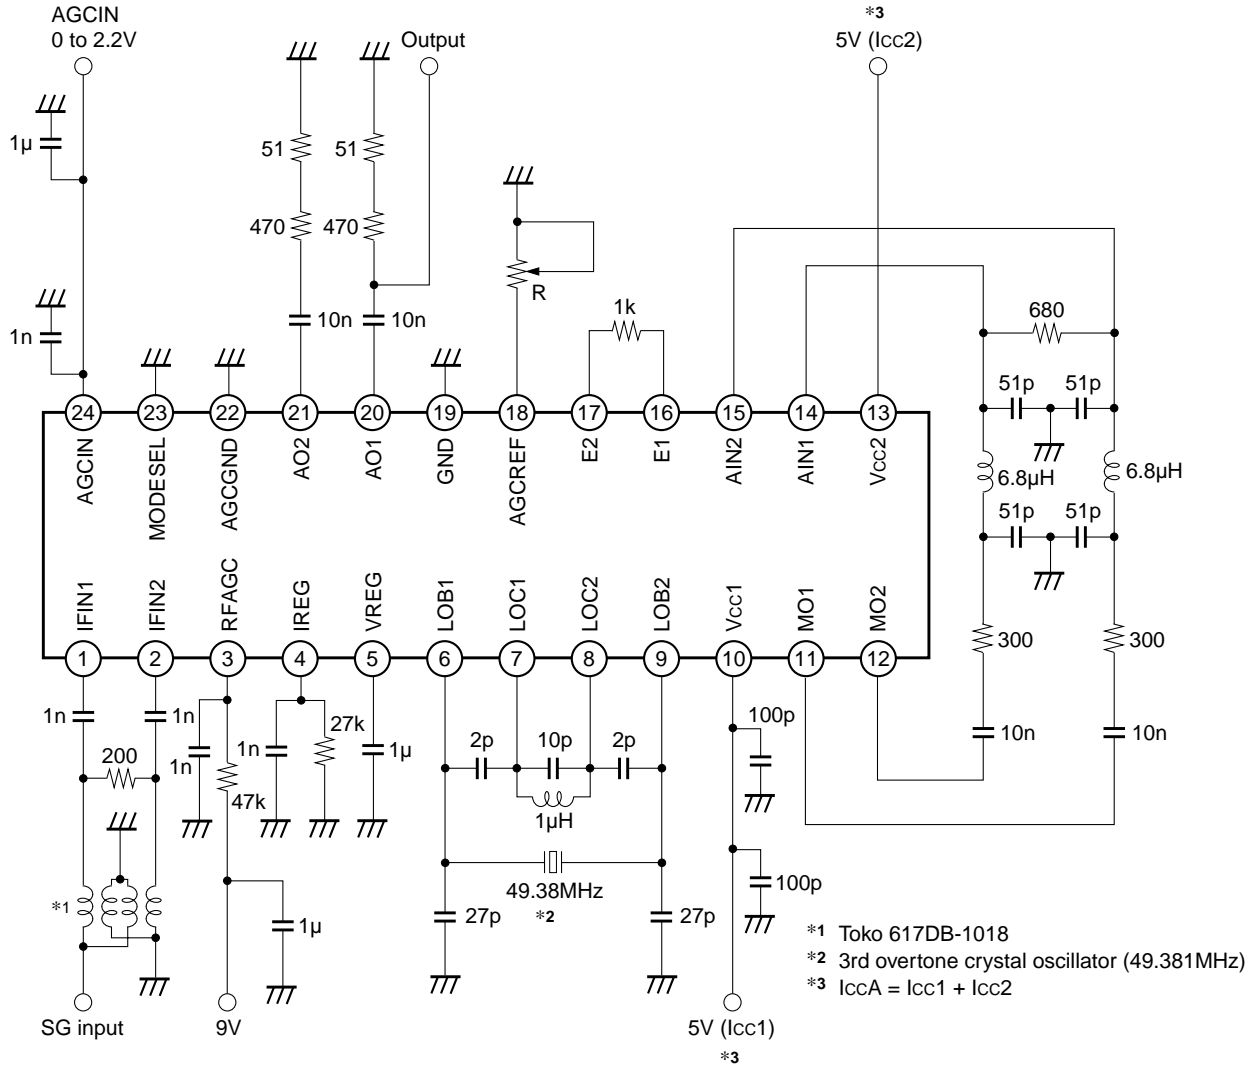 AGCIN
0 to 2.2V
Output
*3
5V (Icc2)
1μ
51
51
470
470
R
1n
10n
10n
1k
680
51p
51p
24
23
22
21
20
19
18
17
16
15
14
13
AGCIN
MODESEL
AGCGND
AO2
AO1
GND
AGCREF
E2
E1
AIN2
AIN1
Vcc2
6.8μH
6.8μH
51p
51p
IFIN1
IFIN2
RFAGC
IREG
VREG
LOB1
LOC1
LOC2
LOB2
Vcc1
MO1
MO2
1
2
3
4
5
6
7
8
9
10
11
12
300
300
1n
1n
27k
100p
10n
10n
200
1n
1n
1μ
2p
10p
2p
47k
1μH
49.38MHz
*2
100p
*1
1μ
27p
27p
*1 Toko 617DB-1018
*2 3rd overtone crystal oscillator (49.381MHz)
*3 IccA = Icc1 + Icc2
SG input
9V
5V (Icc1)
*3